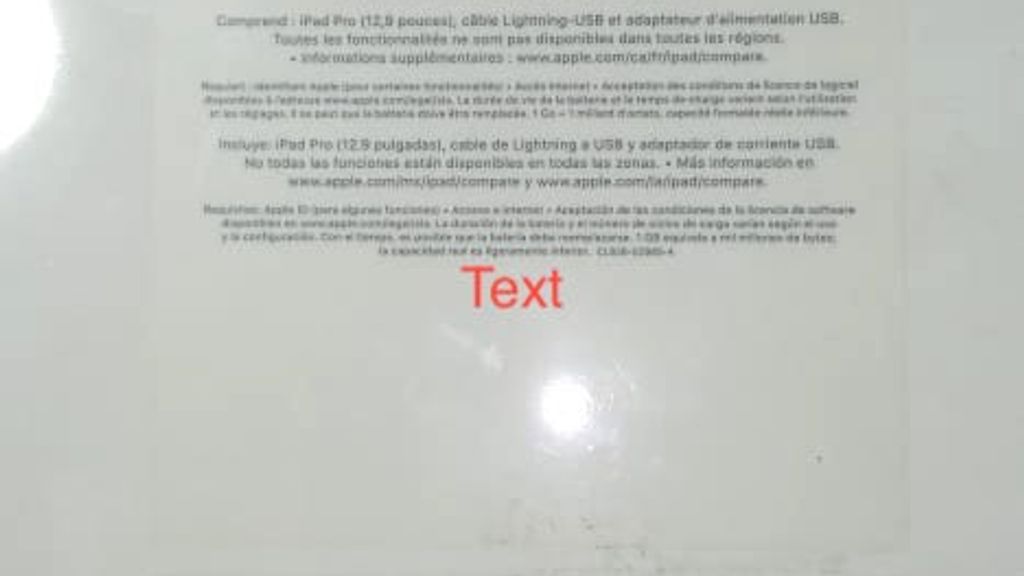 Comprend : iPad Pro (12,9 pouces), câble Lightning-USB et adaptateur d'alimentation USB.
Toutes les fonctionnalités ne sont pas disponibles dans toutes les régions.
• Informations supplémentaires : www.apple.com/ca/fr/ipad/compare.
Requiert : identifiant Apple (pour certaines fonctionnalités) • Accès Internet • Acceptation des conditions de licence de logiciel
disponibles à l'adresse www.apple.com/legal/sla. La durée de vie de la batterie et le temps de charge varient selon l'utilisation
et les réglages. Il se peut que la batterie doive être remplacée. 1 Go = 1 milliard d'octets, capacité formatée réelle inférieure.
Incluye: iPad Pro (12.9 pulgadas), cable de Lightning a USB y adaptador de corriente USB.
No todas las funciones están disponibles en todas las zonas. • Más información en
www.apple.com/mx/ipad/compare y www.apple.com/la/ipad/compare.
Requisitos: Apple ID (para algunas funciones) • Acceso a Internet • Aceptación de las condiciones de la licencia de software
disponibles en www.apple.com/legal/sla. La duración de la batería y el número de ciclos de carga varían según el uso
y la configuración. Con el tiempo, es posible que la batería deba reemplazarse. 1 GB equivale a mil millones de bytes;
la capacidad real es ligeramente inferior.
Text